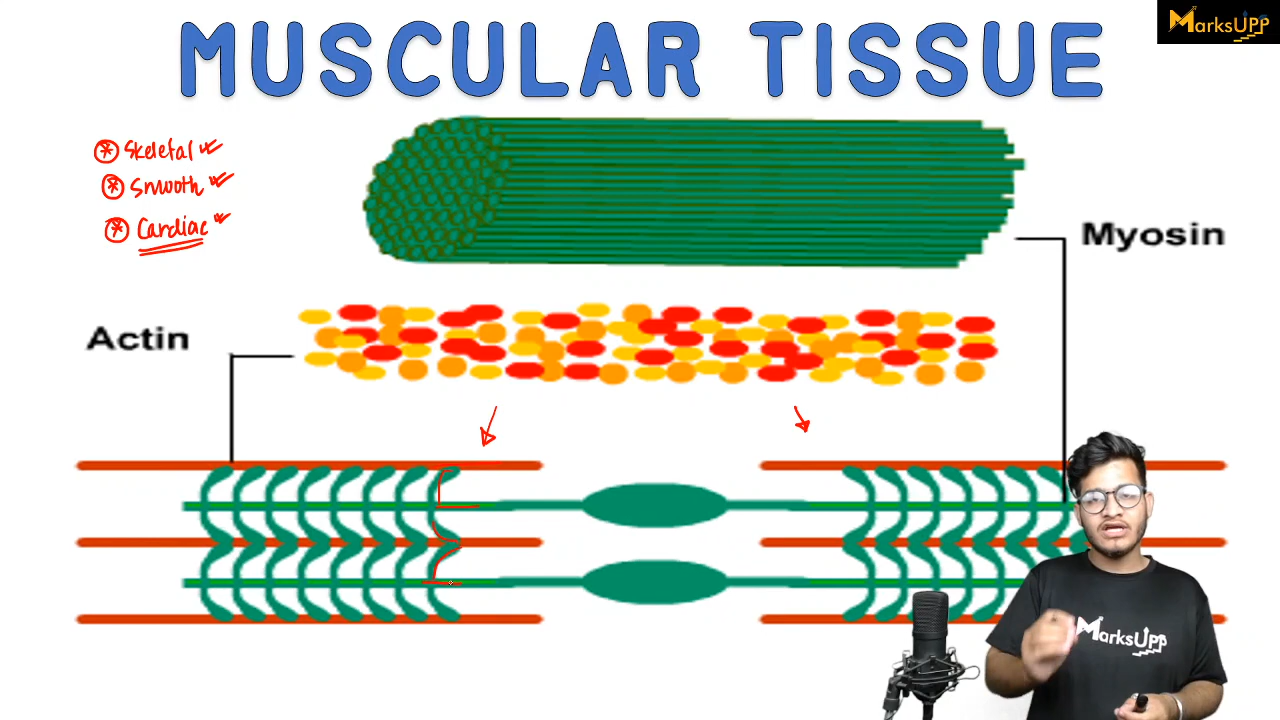 MUSCULAR TISSUE
MarksUPP
Skeletal
Smooth
Cardiac
Myosin
Actin
MarksUPP